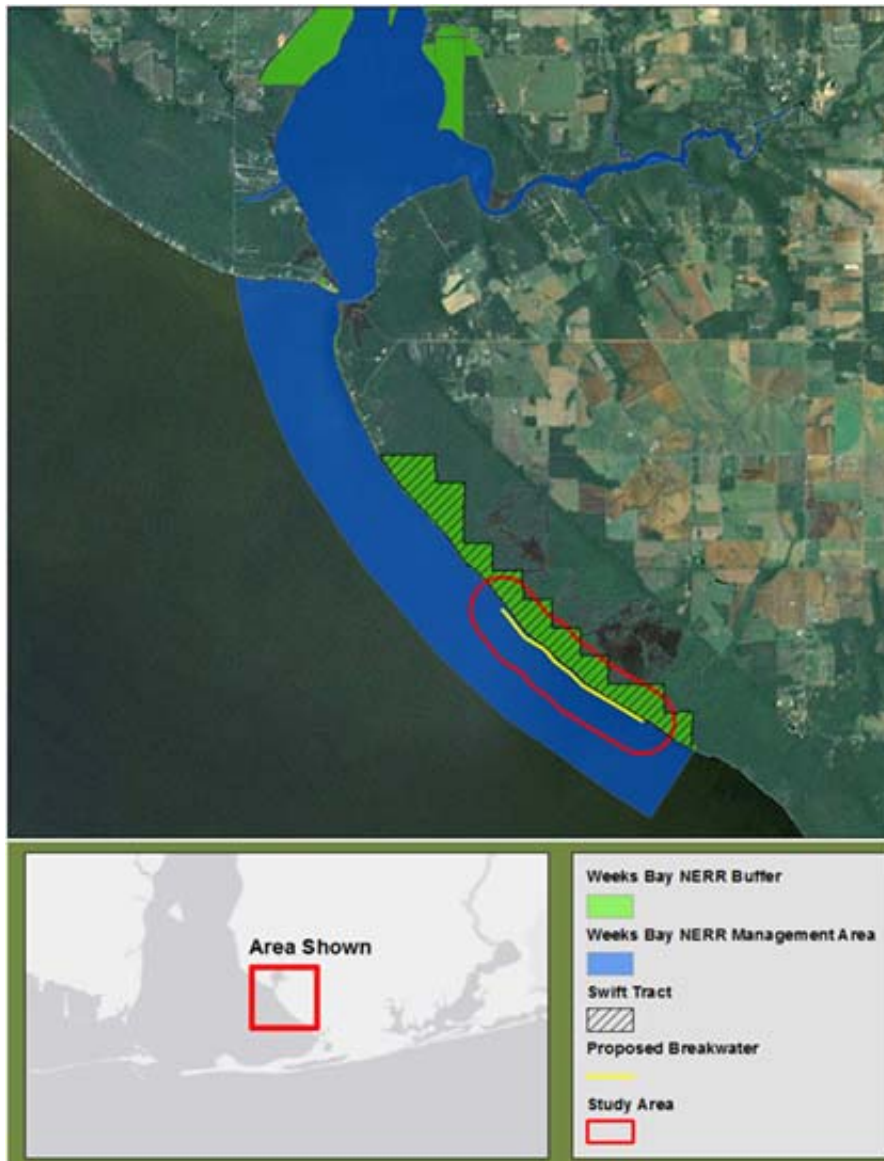 Area Shown
Weeks Bay NERR Buffer
Weeks Bay NERR Management Area
Swift Tract
Proposed Breakwater
Study Area